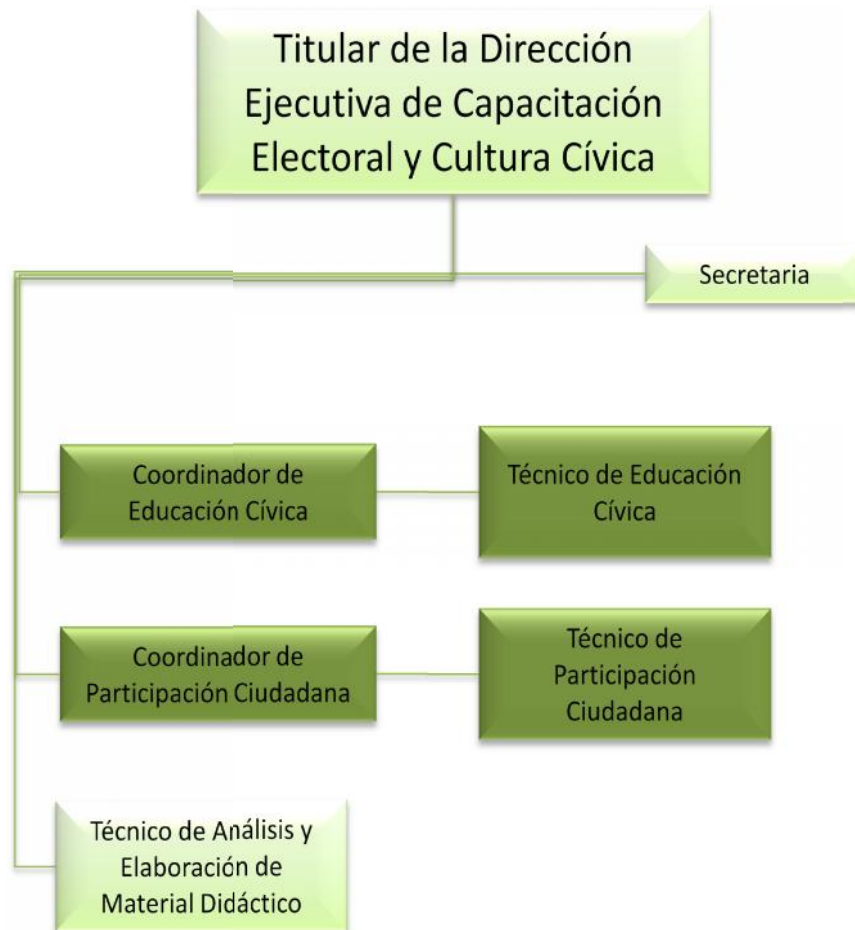 Titular de la Dirección
Ejecutiva de Capacitación
Electoral y Cultura Cívica
Secretaria
Coordinador de
Educación Cívica
Técnico de Educación
Cívica
Coordinador de
Participación Ciudadana
Técnico de
Participación
Ciudadana
Técnico de Análisis y
Elaboración de
Material Didáctico